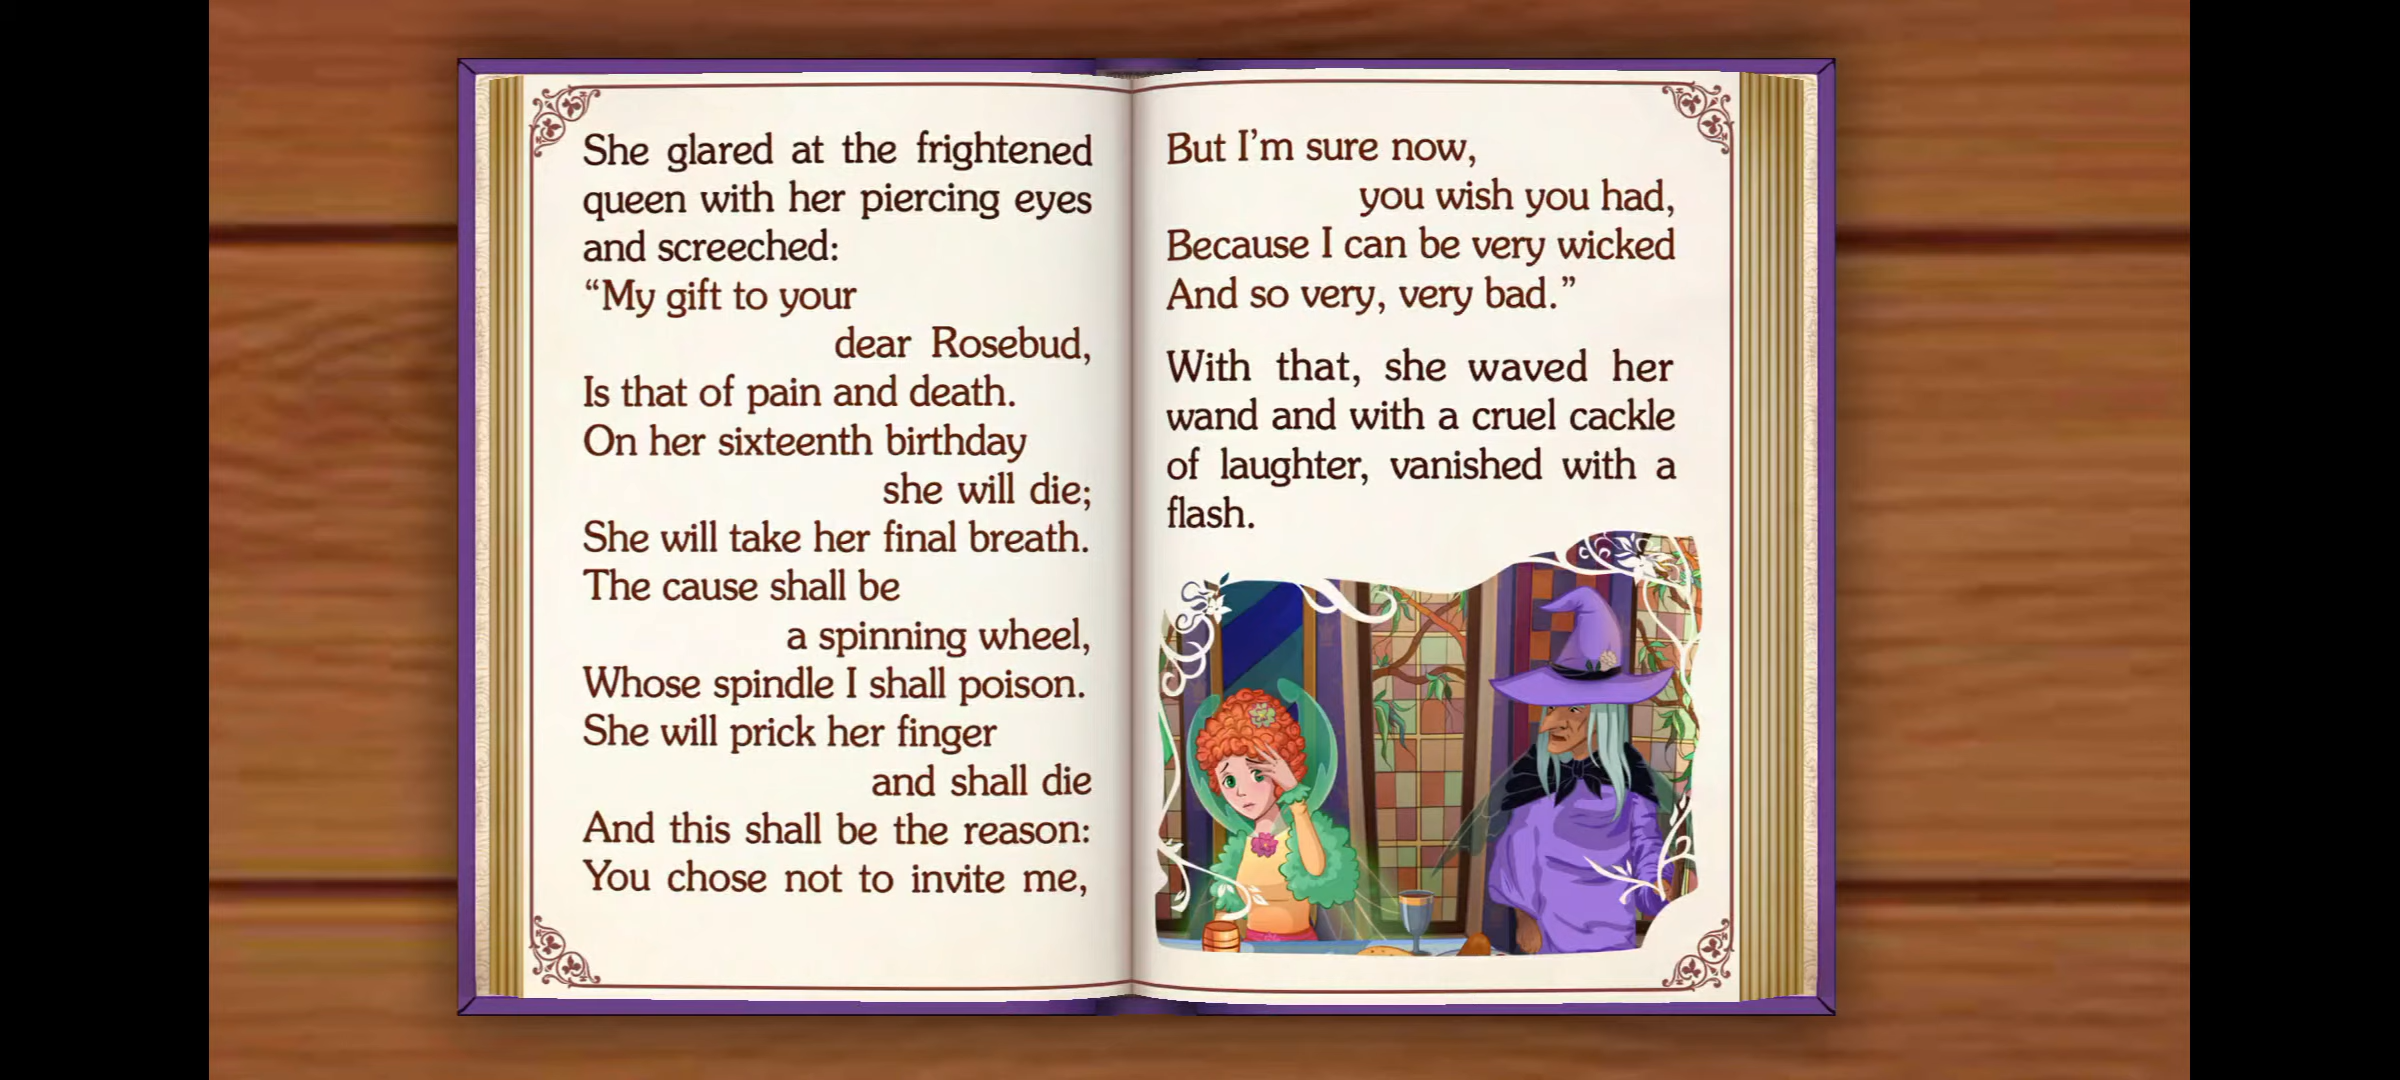 She glared at the frightened
queen with her piercing eyes
and screeched:
“My gift to your
dear Rosebud,
Is that of pain and death.
On her sixteenth birthday
she will die;
She will take her final breath.
The cause shall be
a spinning wheel,
Whose spindle I shall poison.
She will prick her finger
and shall die
And this shall be the reason:
You chose not to invite me,
But I’m sure now,
you wish you had,
Because I can be very wicked
And so very, very bad.”
With that, she waved her
wand and with a cruel cackle
of laughter, vanished with a
flash.